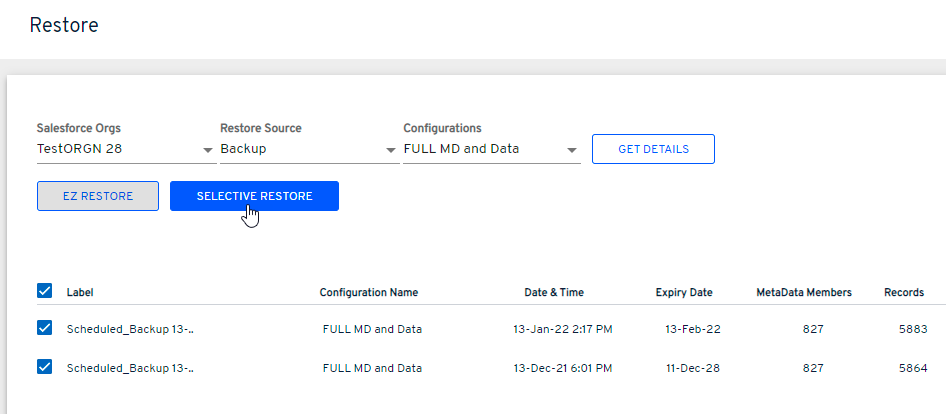 Restore
Salesforce Orgs Restore Source Configurations
TestORGN 28 Backup FULL MD and Data GET DETAILS
EZ RESTORE SELECTIVE RESTORE
Label Configuration Name Date & Time Expiry Date MetaData Members Records
Scheduled_Backup 13-.. FULL MD and Data 13-Jan-22 2:17 PM 13-Feb-22 827 5883
Scheduled_Backup 13-.. FULL MD and Data 13-Dec-21 6:01 PM 11-Dec-28 827 5864